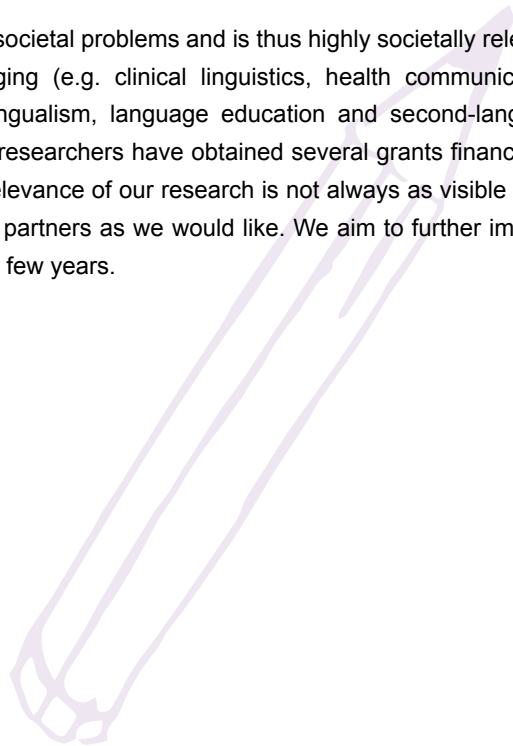 societal problems and is thus highly societally rele
ging (e.g. clinical linguistics, health communic
ngualism, language education and second-lang
researchers have obtained several grants financ
elevance of our research is not always as visible
partners as we would like. We aim to further im
few years.